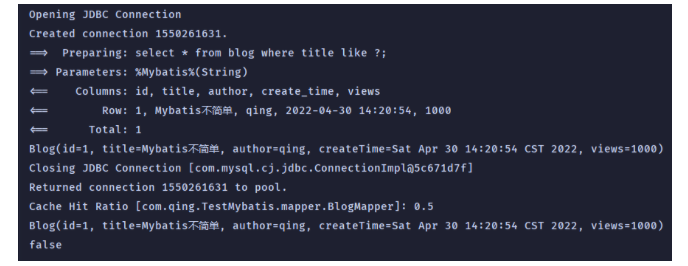 Opening JDBC Connection
Created connection 1550261631.
==>  Preparing: select * from blog where title like ?;
==> Parameters: %Mybatis%(String)
<==    Columns: id, title, author, create_time, views
<==        Row: 1, Mybatis不简单, qing, 2022-04-30 14:20:54, 1000
<==      Total: 1
Blog(id=1, title=Mybatis不简单, author=qing, createTime=Sat Apr 30 14:20:54 CST 2022, views=1000)
Closing JDBC Connection [com.mysql.cj.jdbc.ConnectionImpl@5c671d7f]
Returned connection 1550261631 to pool.
Cache Hit Ratio [com.qing.TestMybatis.mapper.BlogMapper]: 0.5
Blog(id=1, title=Mybatis不简单, author=qing, createTime=Sat Apr 30 14:20:54 CST 2022, views=1000)
false